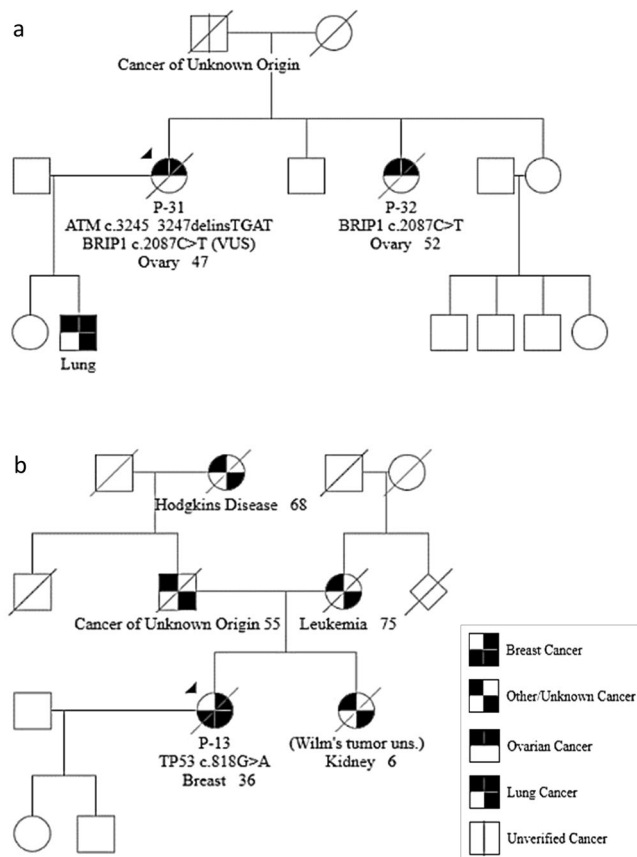 a
Cancer of Unknown Origin
P-31
ATM c.3245 3247delinsTGAT
BRIP1 c.2087C>T (VUS)
Ovary 47
P-32
BRIP1 c.2087C>T
Ovary 52
Lung
b
Hodgkins Disease 68
Cancer of Unknown Origin 55
Leukemia 75
P-13
TP53 c.818G>A
Breast 36
(Wilm's tumor uns.)
Kidney 6
Breast Cancer
Other/Unknown Cancer
Ovarian Cancer
Lung Cancer
Unverified Cancer